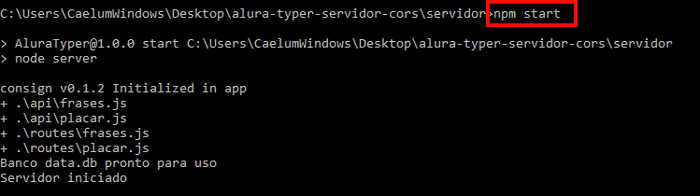 C:\Users\CaelumWindows\Desktop\alura-typer-servidor-cors\servidor>npm start
> AluraTyper@1.0.0 start C:\Users\CaelumWindows\Desktop\alura-typer-servidor-cors\servidor
> node server
consign v0.1.2 Initialized in app
+ .\api\frases.js
+ .\api\placar.js
+ .\routes\frases.js
+ .\routes\placar.js
Banco data.db pronto para uso
Servidor iniciado